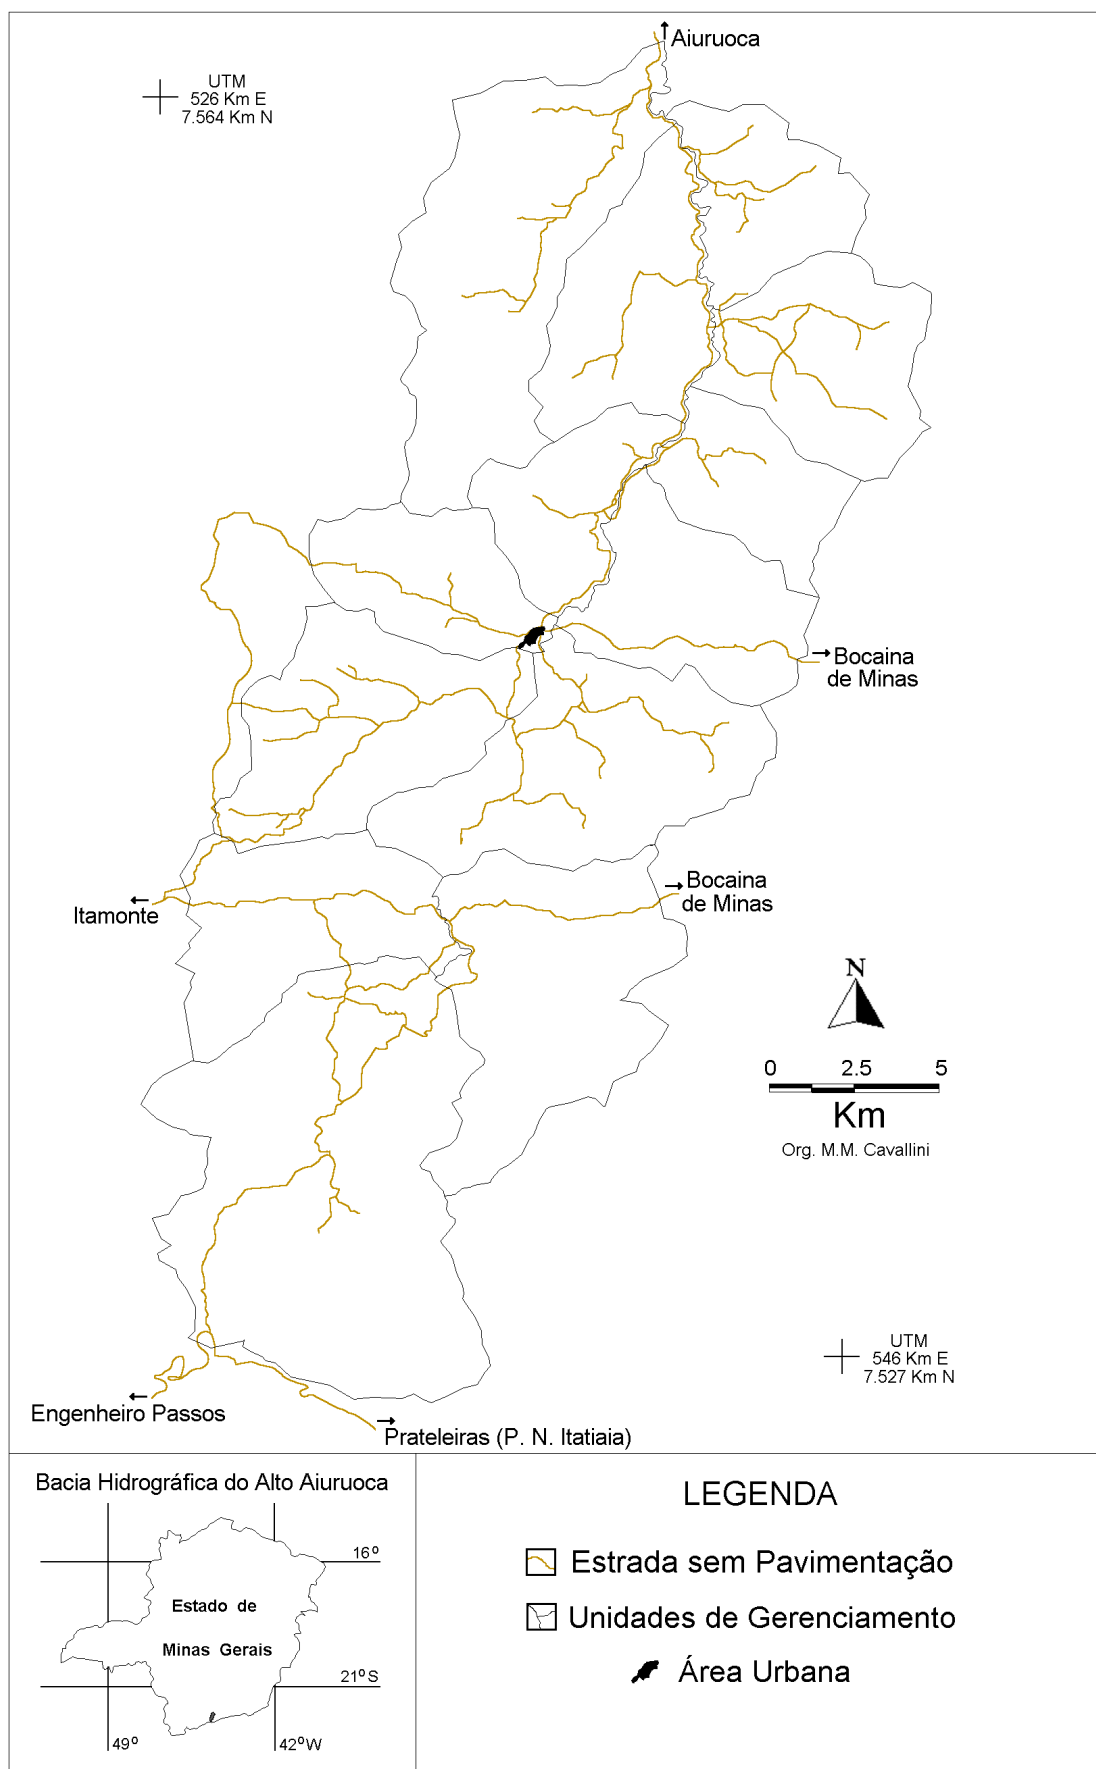 Aiuruoca
UTM
526 Km E
7.564 Km N
Bocaina
de Minas
Bocaina
de Minas
Itamonte
N
0 2.5 5
Km
Org. M.M. Cavallini
UTM
546 Km E
7.527 Km N
Engenheiro Passos
Prateleiras (P. N. Itatiaia)
Bacia Hidrográfica do Alto Aiuruoca
16º
Estado de
Minas Gerais
21º S
49º
42º W
LEGENDA
Estrada sem Pavimentação
Unidades de Gerenciamento
Área Urbana